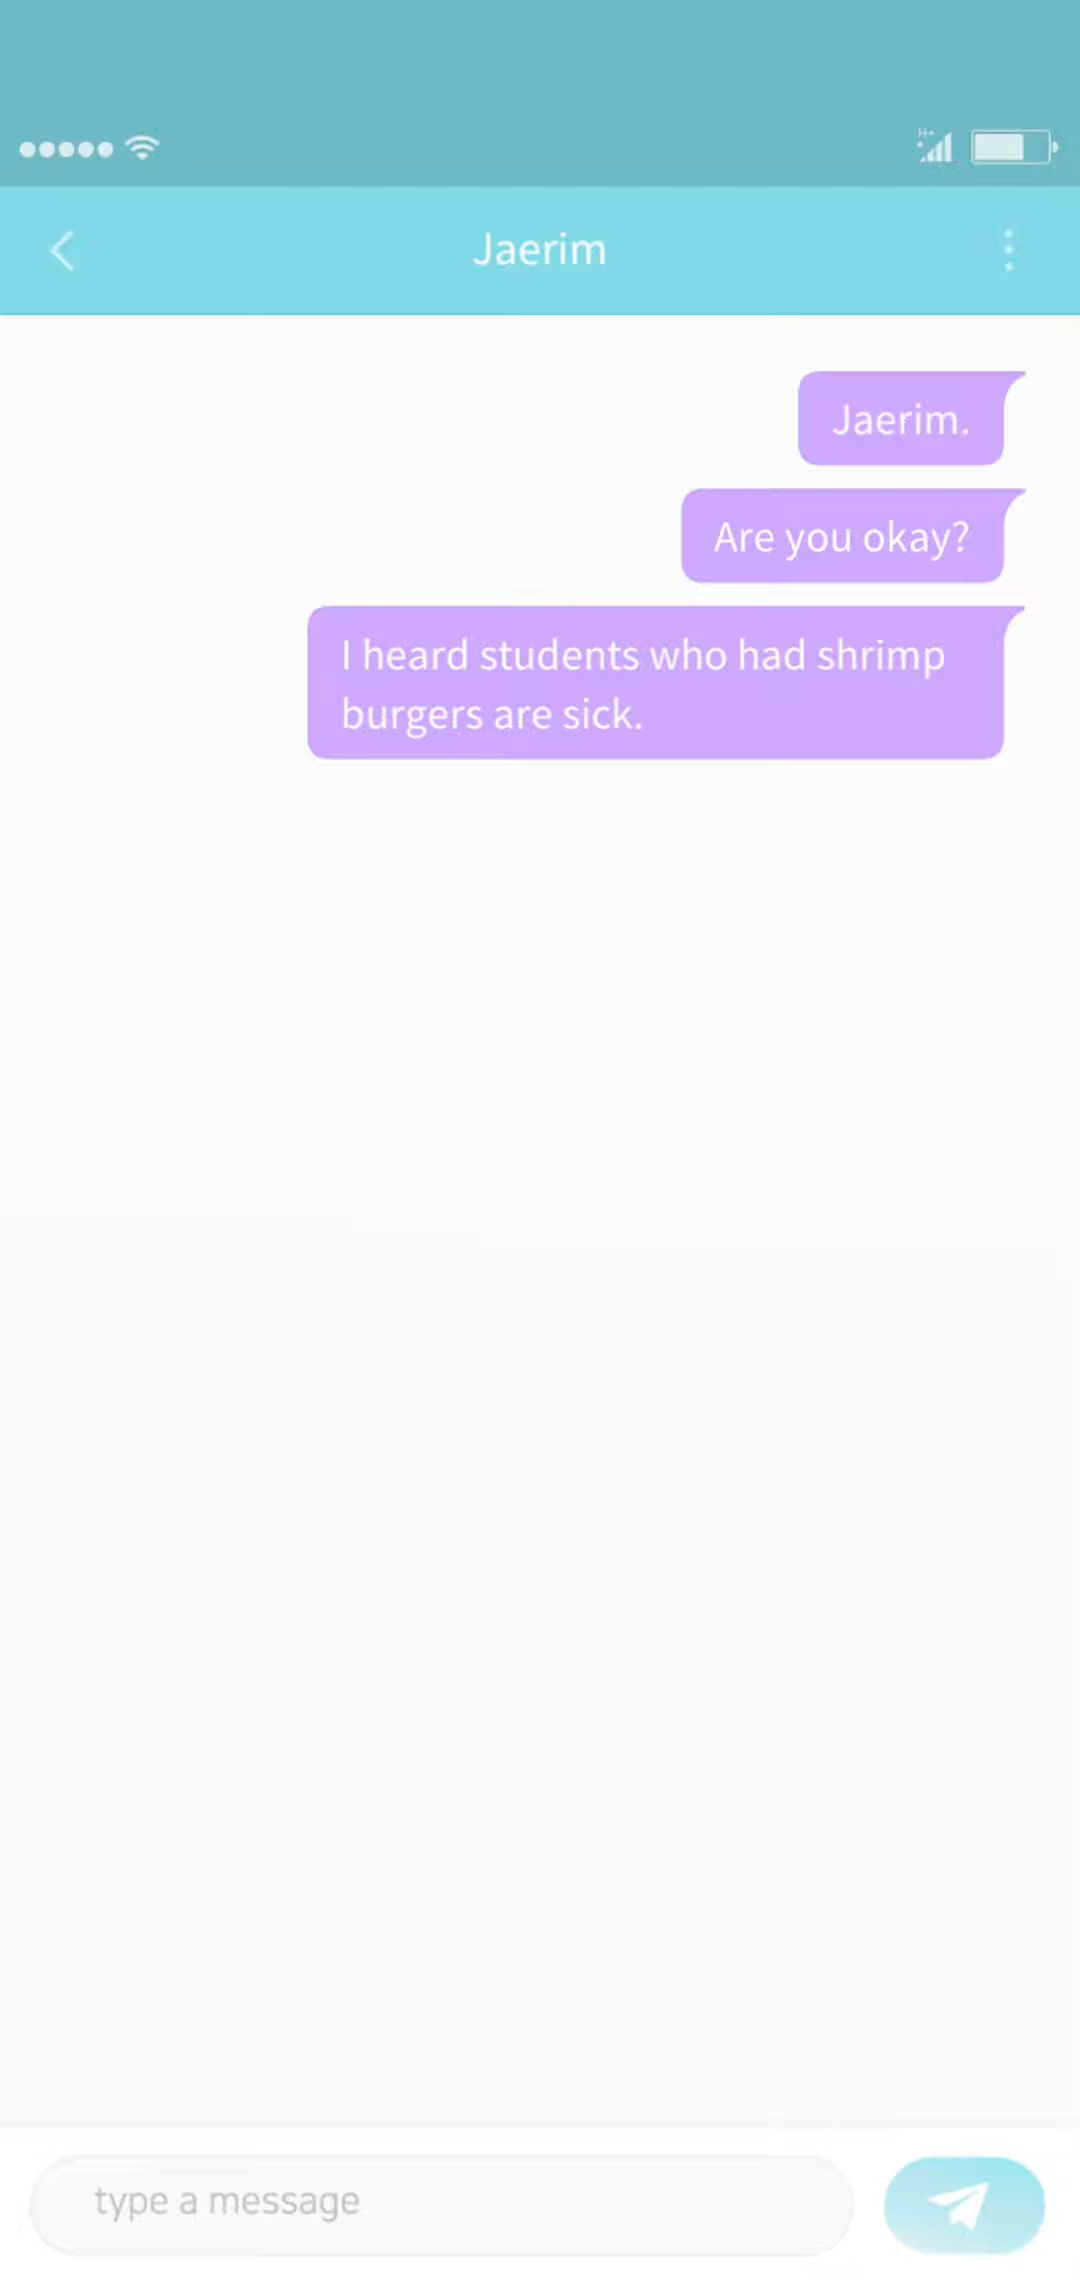 Jaerim
Jaerim.
Are you okay?
I heard students who had shrimp
burgers are sick.
type a message